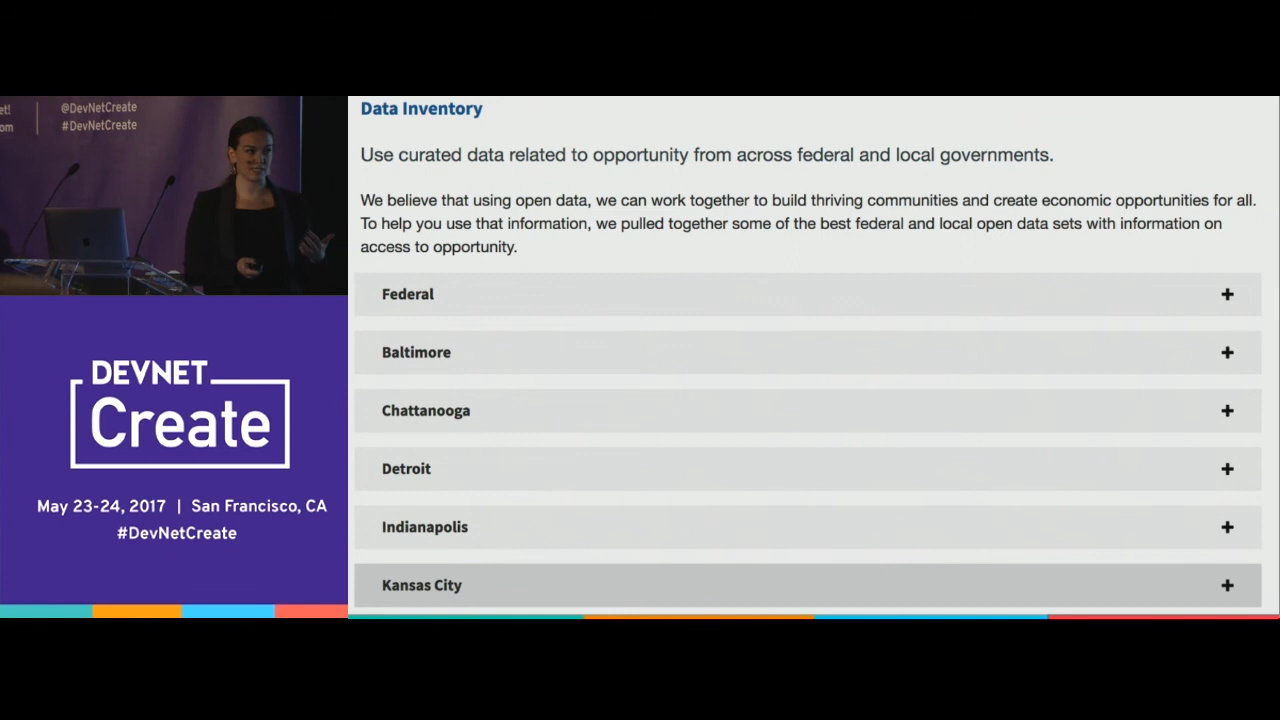 et!
om
@DevNetCreate
#DevNetCreate
DEVNET
Create
May 23-24, 2017 | San Francisco, CA
#DevNetCreate
Data Inventory
Use curated data related to opportunity from across federal and local governments.
We believe that using open data, we can work together to build thriving communities and create economic opportunities for all.
To help you use that information, we pulled together some of the best federal and local open data sets with information on
access to opportunity.
Federal +
Baltimore +
Chattanooga +
Detroit +
Indianapolis +
Kansas City +